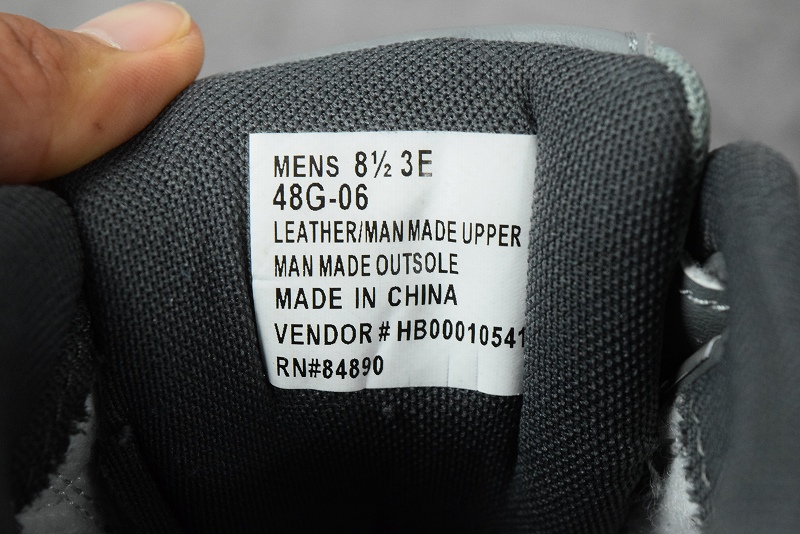 MENS 8½ 3E
48G-06
LEATHER/MAN MADE UPPER
MAN MADE OUTSOLE
MADE IN CHINA
VENDOR # HB00010541
RN#84890